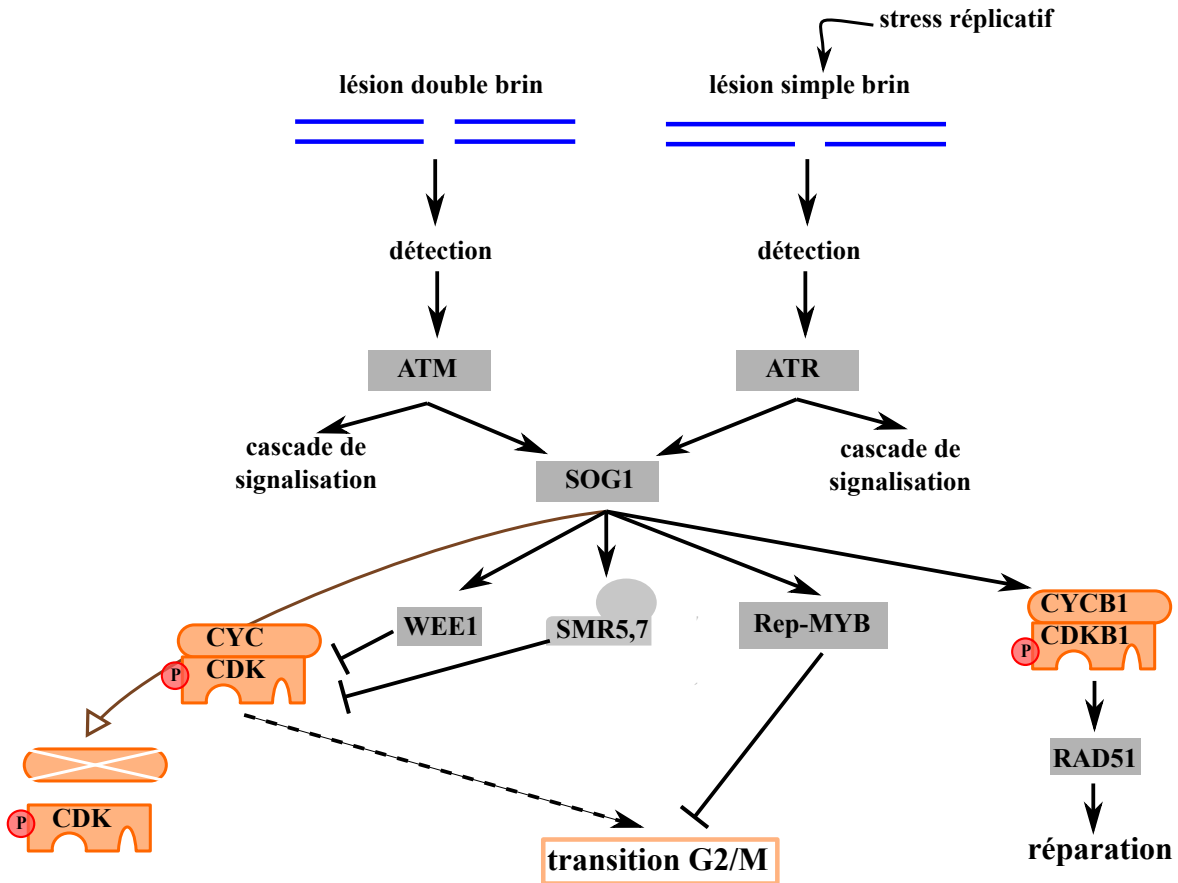 stress réplicatif
lésion double brin
lésion simple brin
détection
détection
ATM
ATR
cascade de
signalisation
cascade de
signalisation
SOG1
CYC
P
CDK
WEE1
SMR5,7
Rep-MYB
CYCB1
P
CDKB1
RAD51
P
CDK
transition G2/M
réparation